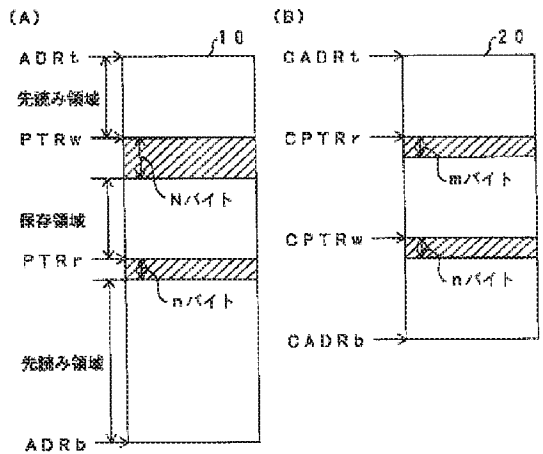 (A)
10
ADRt
先読み領域
PTRw
Nバイト
保存領域
PTRr
nバイト
先読み領域
ADRb
(B)
20
CADRt
CPTRr
mバイト
CPTRw
nバイト
CADRb